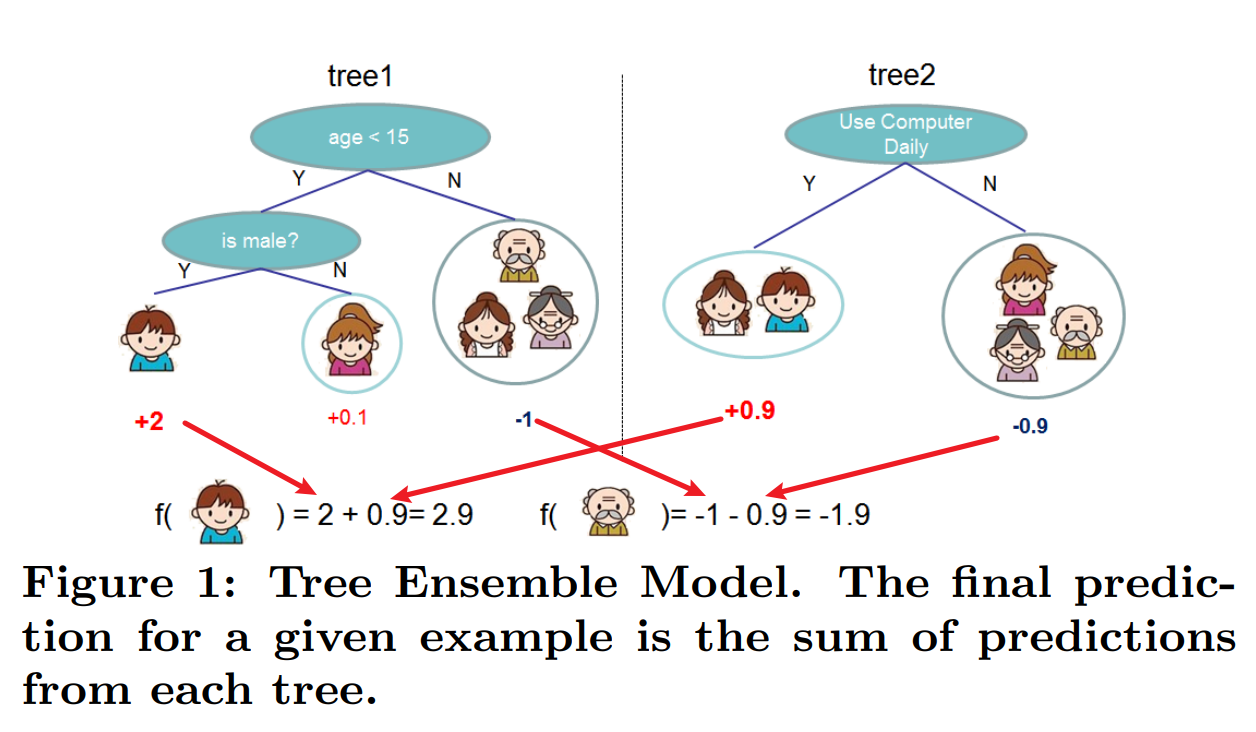 tree1
tree2
age < 15
Use Computer
Daily
Y
N
Y
N
is male?
Y
N
+2
+0.1
-1
+0.9
-0.9
f( ) = 2 + 0.9= 2.9
f( )= -1 - 0.9 = -1.9
Figure 1: Tree Ensemble Model. The final predic-
tion for a given example is the sum of predictions
from each tree.